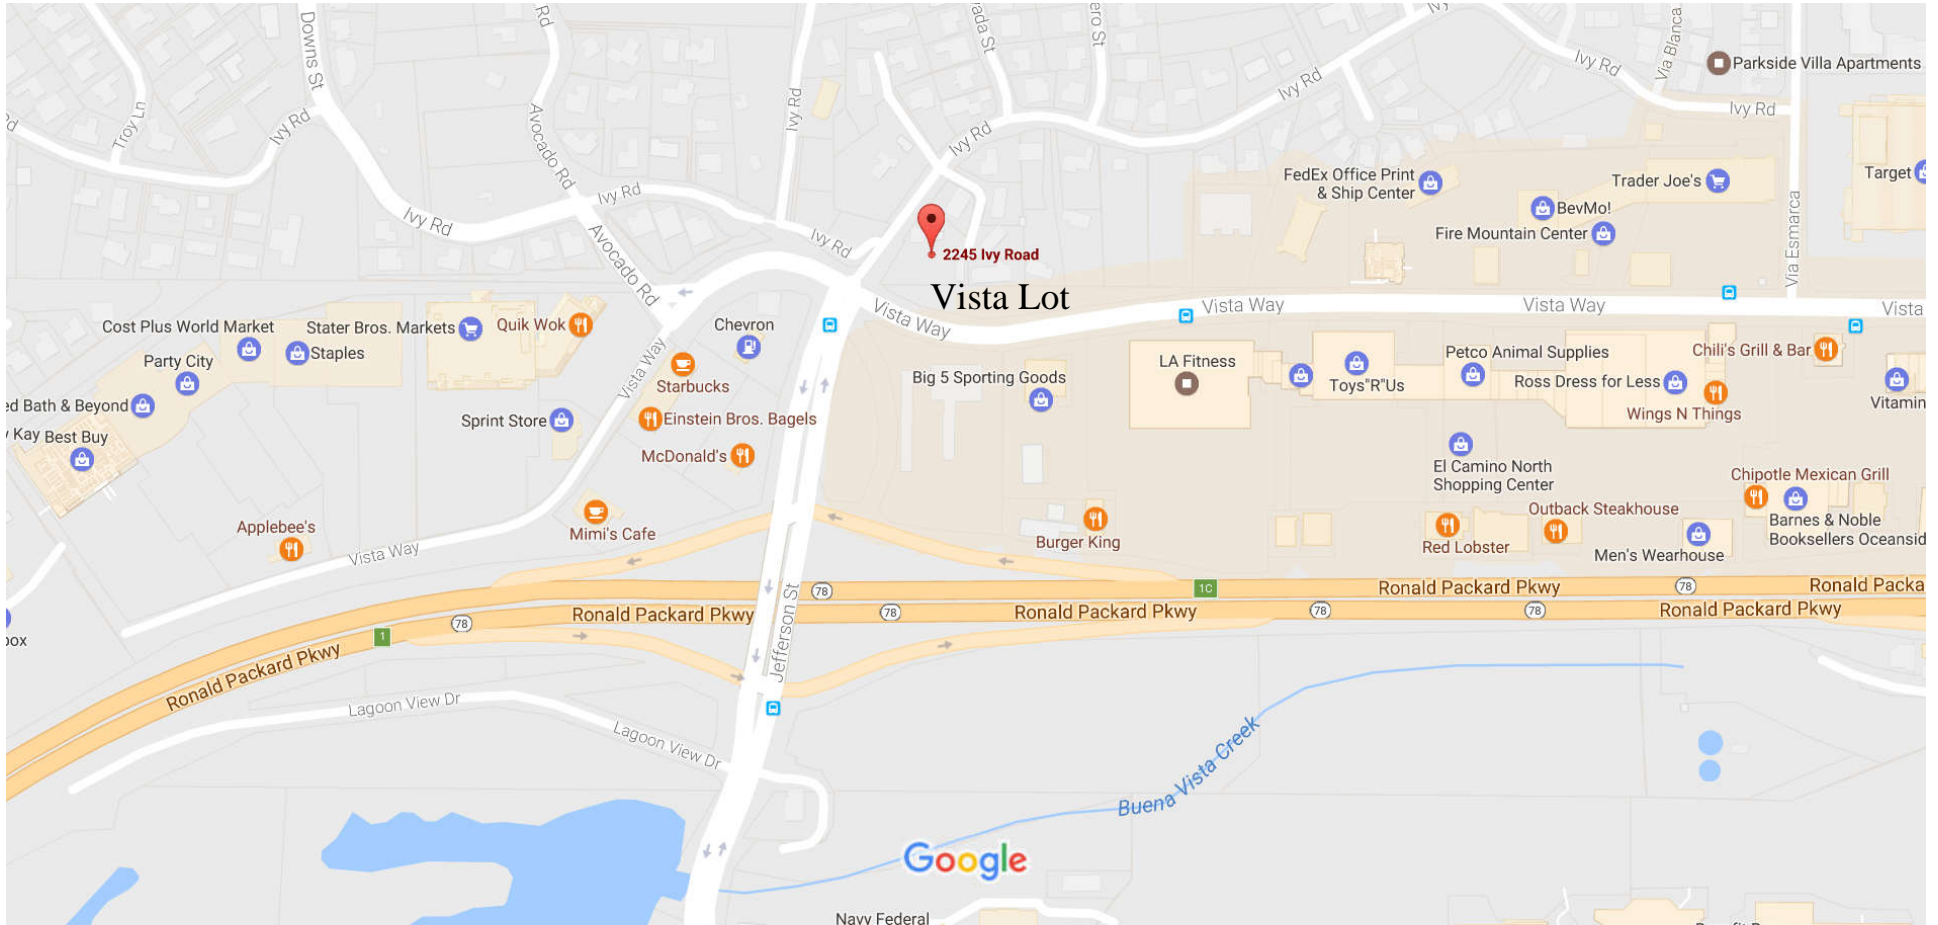 Downs St
Rd
ada St
ero St
Ivy
Via Blanca
Ivy Rd
Parkside Villa Apartments
Troy Ln
Ivy Rd
Avocado Rd
Ivy Rd
Ivy Rd
Ivy Rd
Ivy Rd
Rd
FedEx Office Print
& Ship Center
Trader Joe's
Target
Ivy Rd
Ivy Rd
BevMo!
Fire Mountain Center
Via Esmarca
Avocado Rd
Ivy Rd
2245 Ivy Road
Vista Lot
Vista Way
Vista Way
Vista Way
Vista
Cost Plus World Market
Stater Bros. Markets
Quik Wok
Chevron
Staples
Party City
Vista Way
Starbucks
Big 5 Sporting Goods
LA Fitness
Toys"R"Us
Petco Animal Supplies
Ross Dress for Less
Chili's Grill & Bar
Wings N Things
Vitamin
ed Bath & Beyond
Kay
Best Buy
Sprint Store
Einstein Bros. Bagels
McDonald's
El Camino North
Shopping Center
Chipotle Mexican Grill
Applebee's
Mimi's Cafe
Burger King
Outback Steakhouse
Red Lobster
Men's Wearhouse
Barnes & Noble
Booksellers Oceansid
Vista Way
Jefferson St
78
1C
Ronald Packard Pkwy
78
Ronald Packa
78
Ronald Packard Pkwy
78
Ronald Packard Pkwy
78
78
Ronald Packard Pkwy
1
box
Ronald Packard Pkwy
Lagoon View Dr
Lagoon View Dr
Buena Vista Creek
Google
Navy Federal